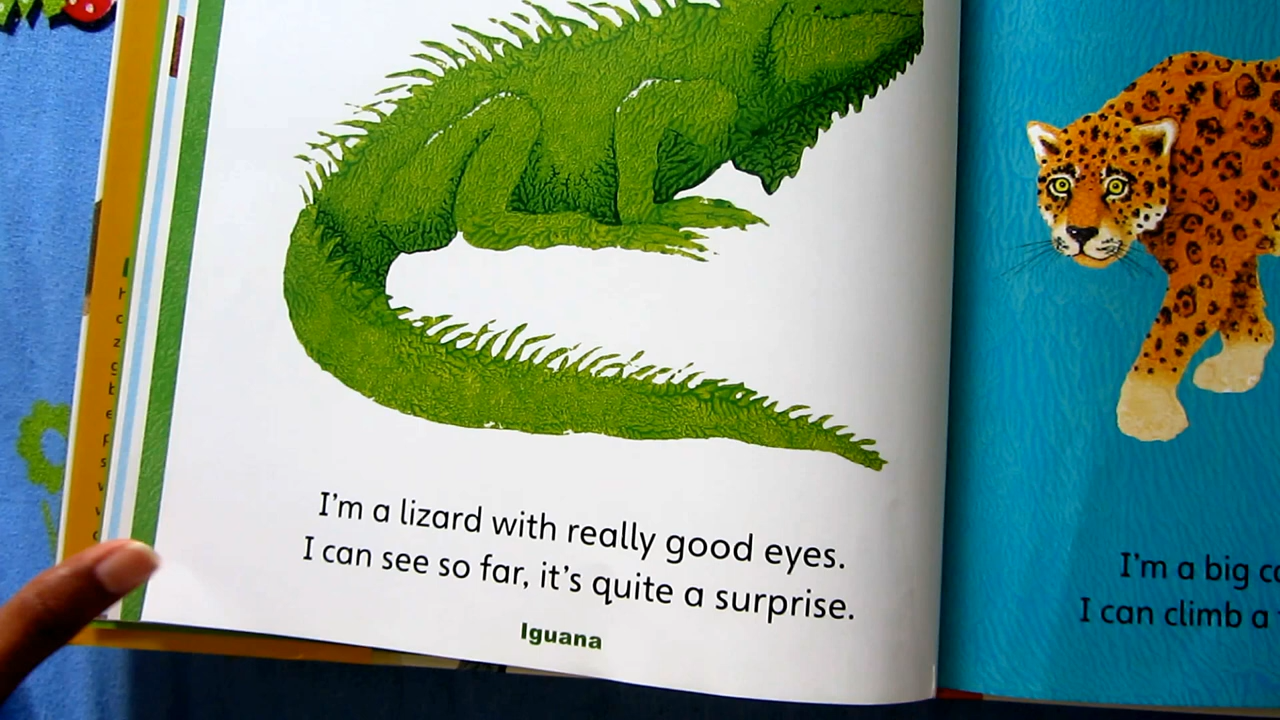 I'm a lizard with really good eyes.
I can see so far, it's quite a surprise.
Iguana
I'm a big
I can climb a